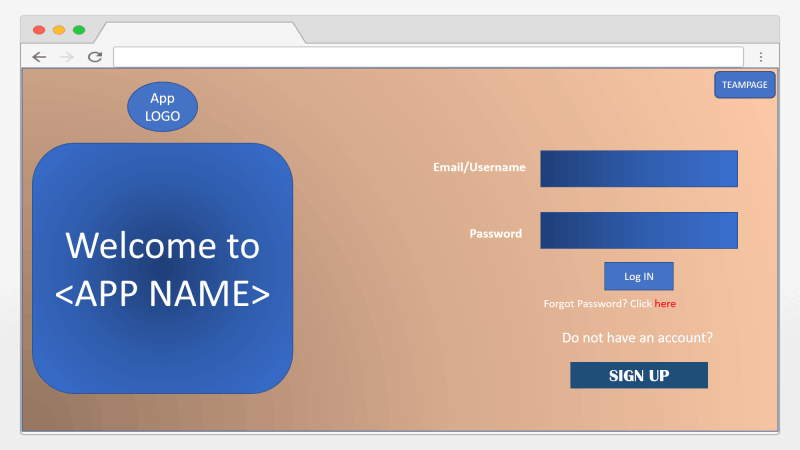 TEAMPAGE
App
LOGO
Welcome to
<APP NAME>
Email/Username
Password
Log IN
Forgot Password? Click here
Do not have an account?
SIGN UP